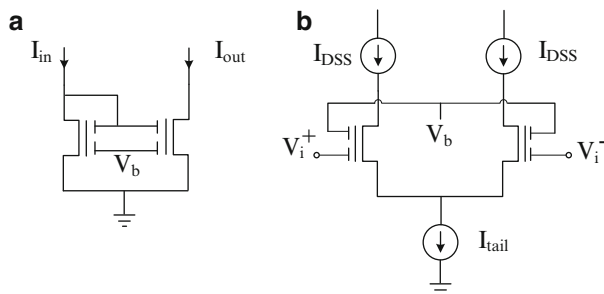 a
I_in
I_out
V_b
b
I_DSS
I_DSS
V_b
V_i^+
V_i^-
I_tail